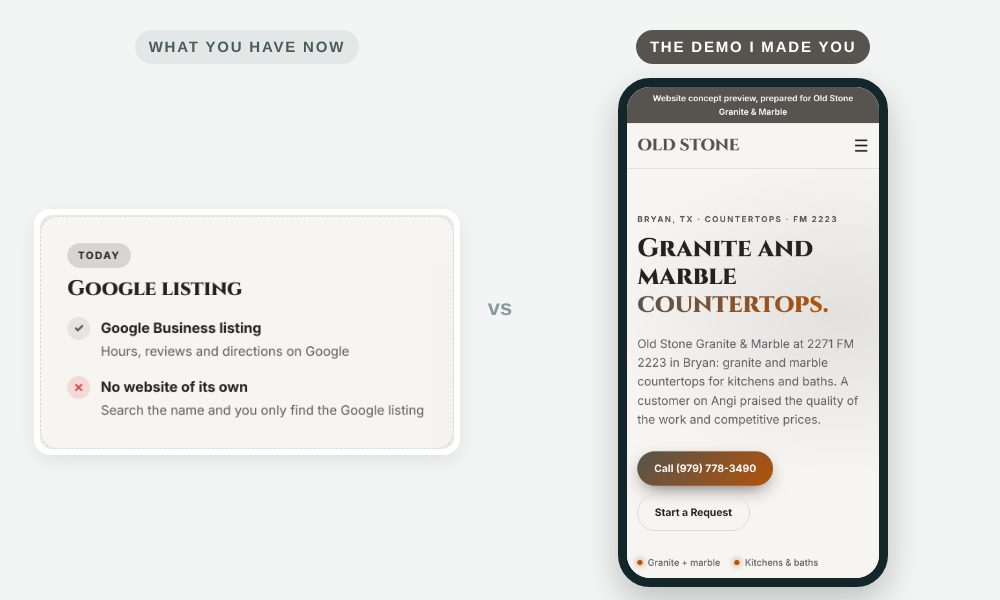 WHAT YOU HAVE NOW
TODAY
Google listing
Google Business listing
Hours, reviews and directions on Google
No website of its own
Search the name and you only find the Google listing
vs
THE DEMO I MADE YOU
Website concept preview, prepared for Old Stone
Granite & Marble
OLD STONE
BRYAN, TX · COUNTERTOPS · FM 2223
Granite and
marble
countertops.
Old Stone Granite & Marble at 2271 FM
2223 in Bryan: granite and marble
countertops for kitchens and baths. A
customer on Angi praised the quality of
the work and competitive prices.
Call (979) 778-3490
Start a Request
Granite + marble
Kitchens & baths